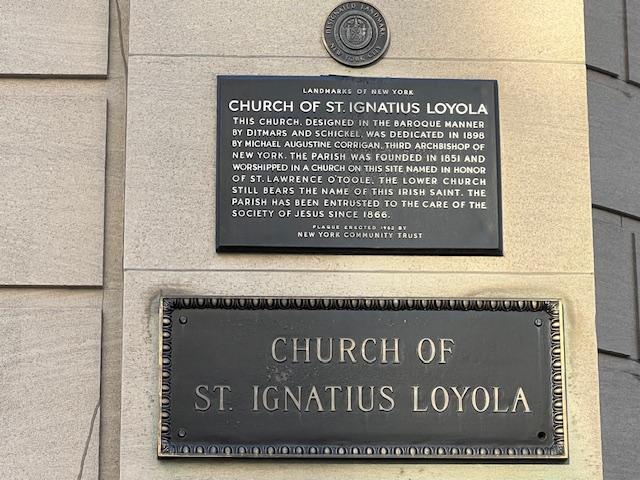 DESIGNATED LANDMARK
NEW YORK CITY
LANDMARKS OF NEW YORK
CHURCH OF ST. IGNATIUS LOYOLA
THIS CHURCH, DESIGNED IN THE BAROQUE MANNER
BY DITMARS AND SCHICKEL, WAS DEDICATED IN 1898
BY MICHAEL AUGUSTINE CORRIGAN, THIRD ARCHBISHOP OF
NEW YORK. THE PARISH WAS FOUNDED IN 1851 AND
WORSHIPPED IN A CHURCH ON THIS SITE NAMED IN HONOR
OF ST. LAWRENCE O'TOOLE. THE LOWER CHURCH
STILL BEARS THE NAME OF THIS IRISH SAINT. THE
PARISH HAS BEEN ENTRUSTED TO THE CARE OF THE
SOCIETY OF JESUS SINCE 1866.
PLAQUE ERECTED 1962 BY
NEW YORK COMMUNITY TRUST
CHURCH OF
ST. IGNATIUS LOYOLA